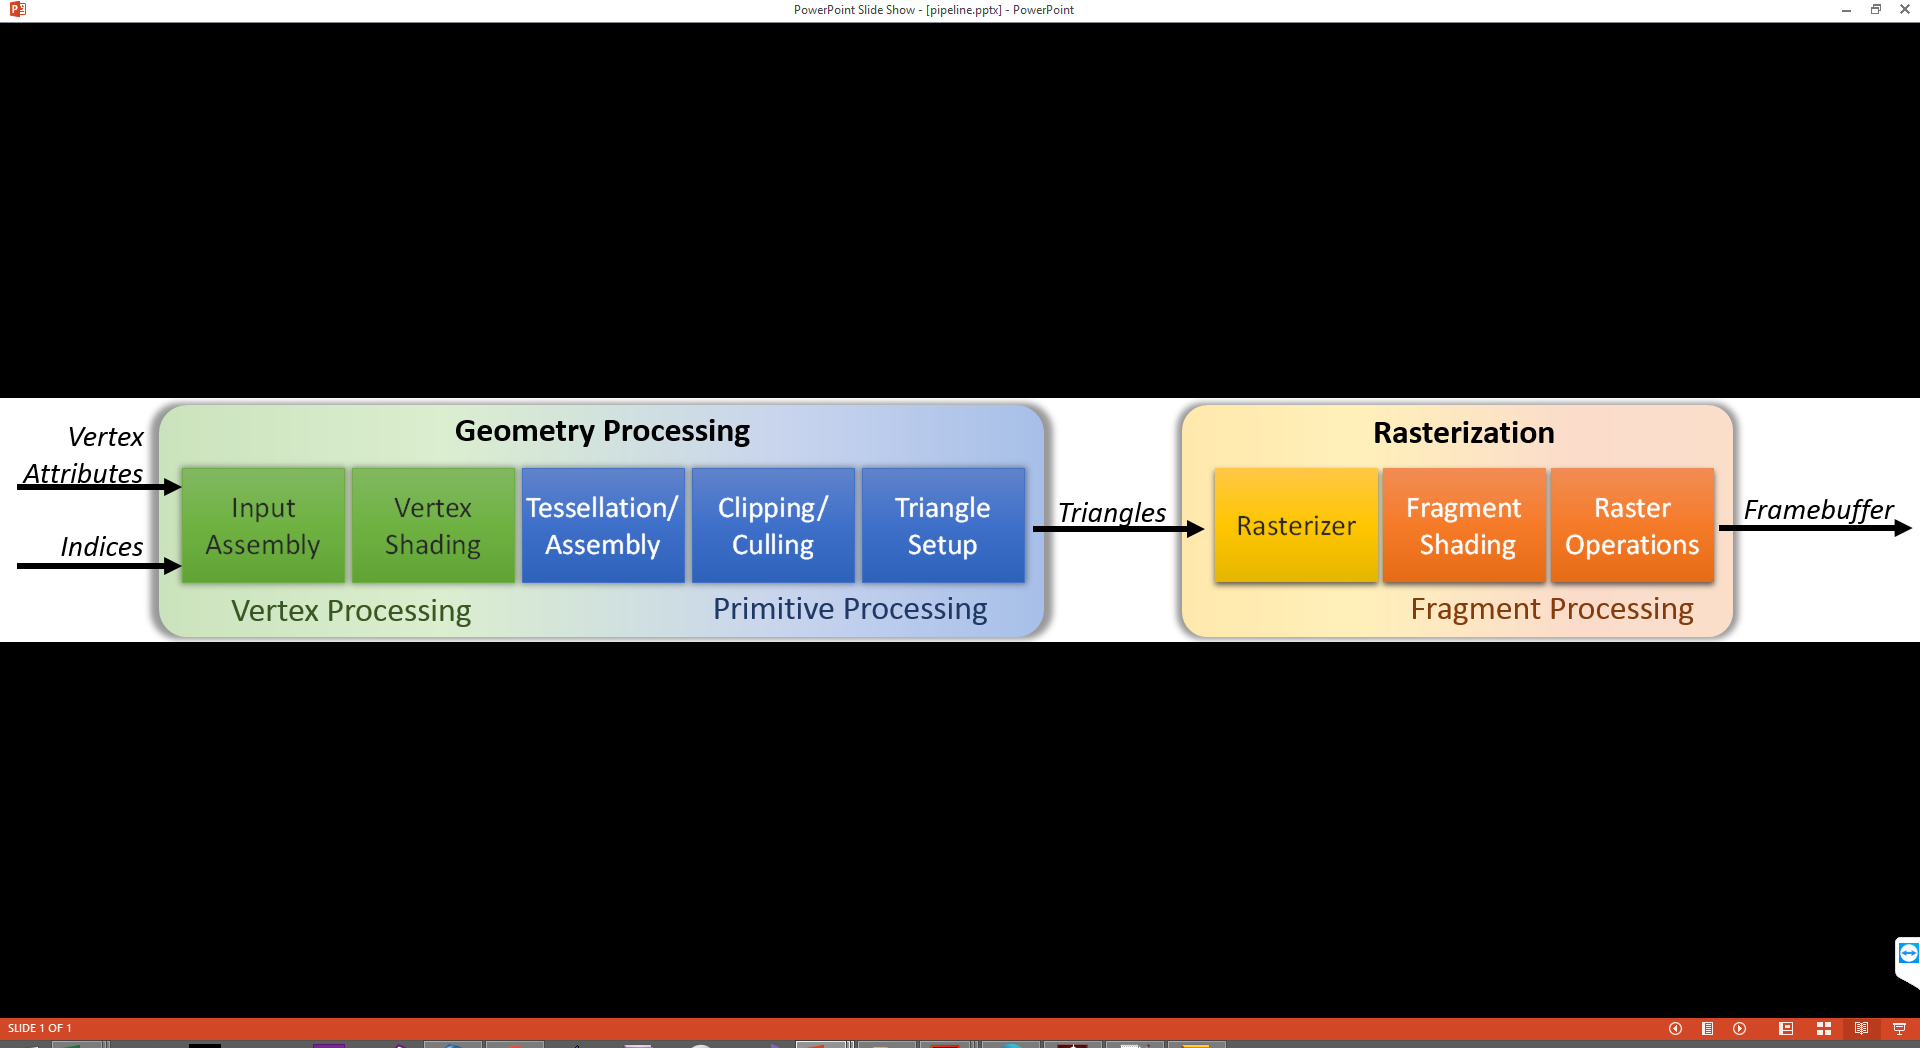 PowerPoint Slide Show - [pipeline.pptx] - PowerPoint
Vertex
Attributes
Indices
Geometry Processing
Input
Assembly
Vertex
Shading
Tessellation/
Assembly
Clipping/
Culling
Triangle
Setup
Vertex Processing
Primitive Processing
Triangles
Rasterization
Rasterizer
Fragment
Shading
Raster
Operations
Fragment Processing
Framebuffer
SLIDE 1 OF 1